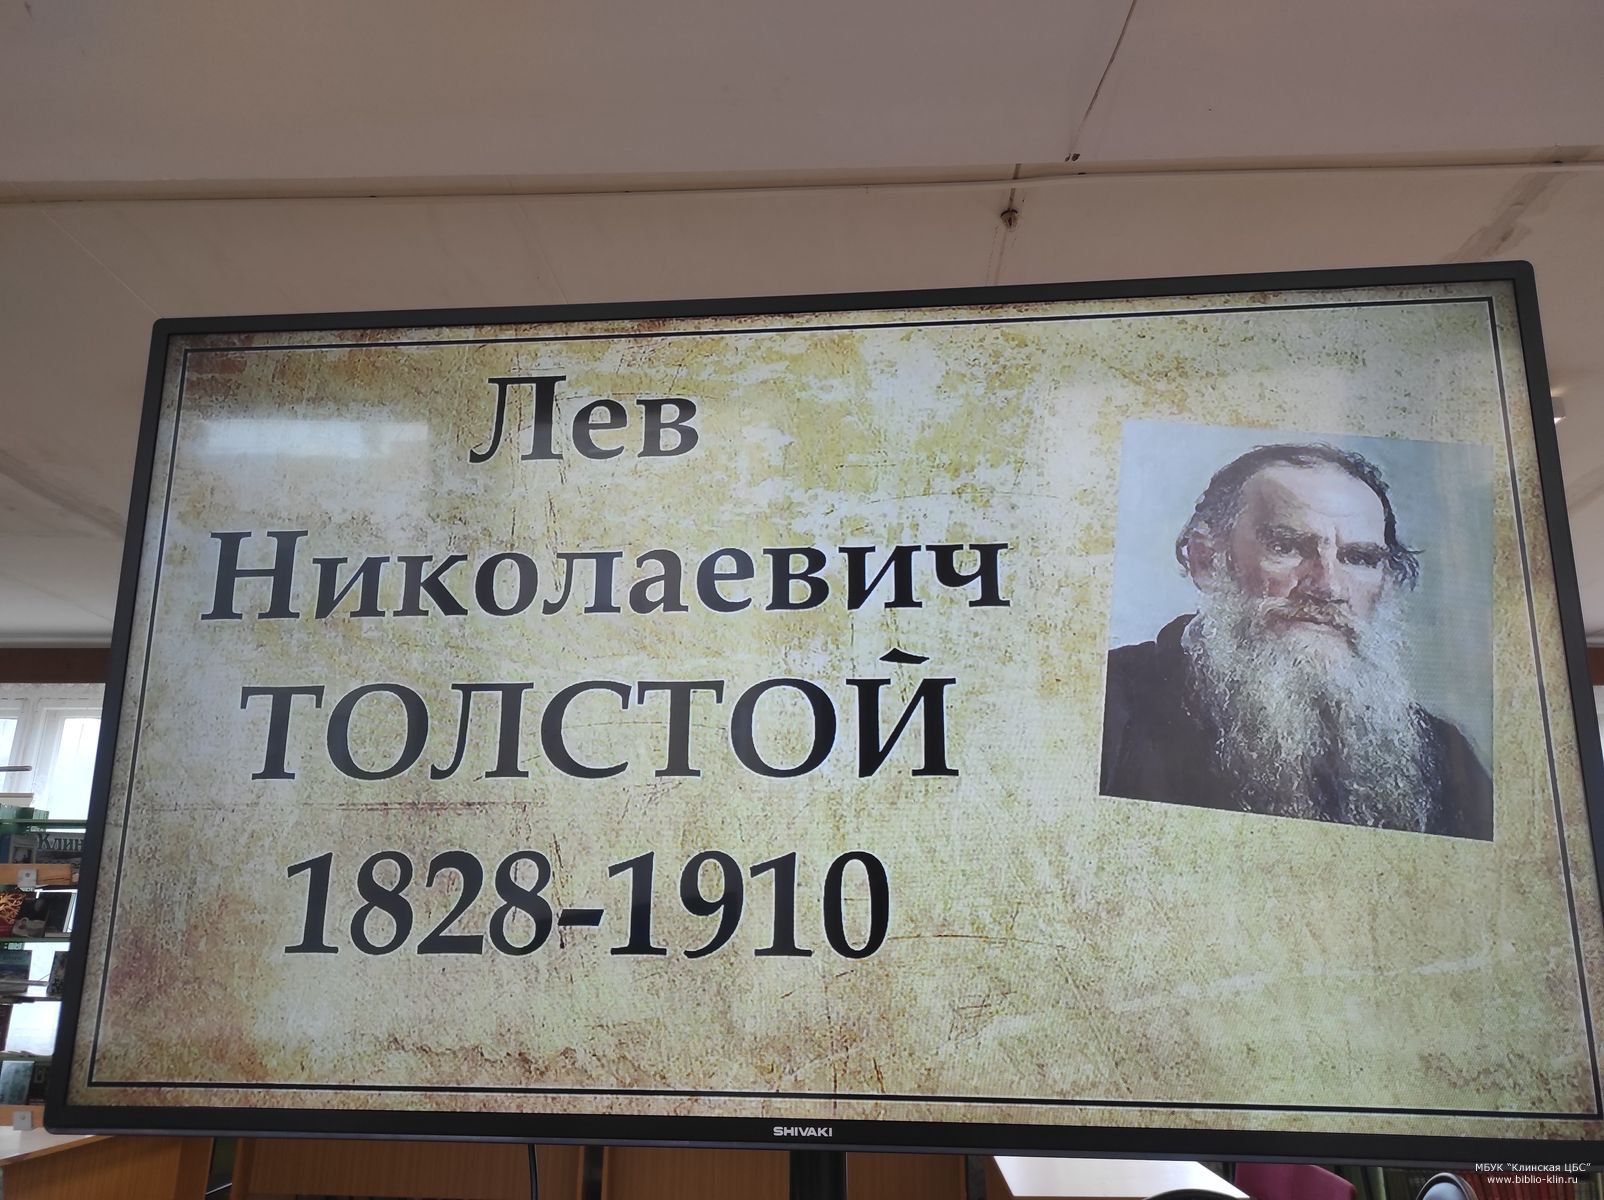 Лев
Николаевич
ТОЛСТОЙ
1828-1910
SHIVAKI
МБУК "Клинская ЦБС"
www.biblio-klin.ru